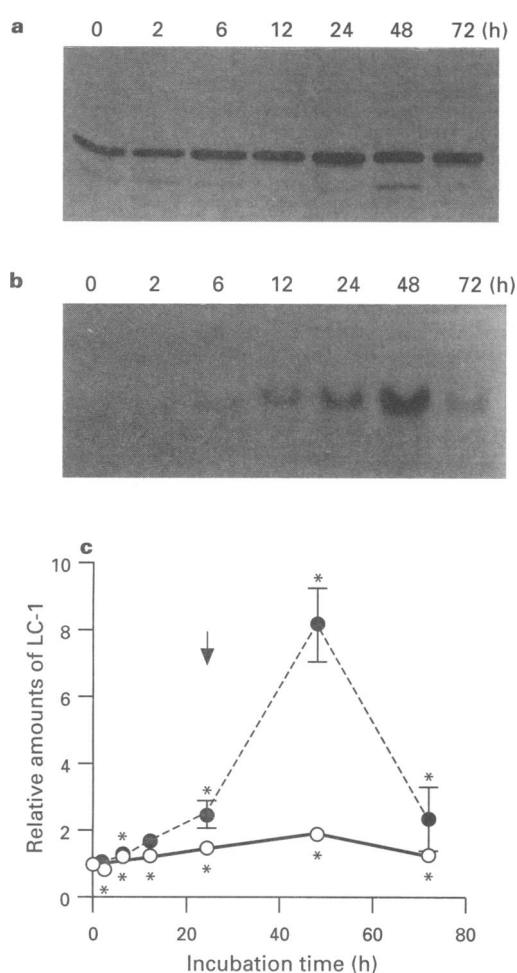 a
0 2 6 12 24 48 72 (h)
b
0 2 6 12 24 48 72 (h)
c
10
8
6
4
2
0
Relative amounts of LC-1
* * * * * * * * * *
0 20 40 60 80
Incubation time (h)